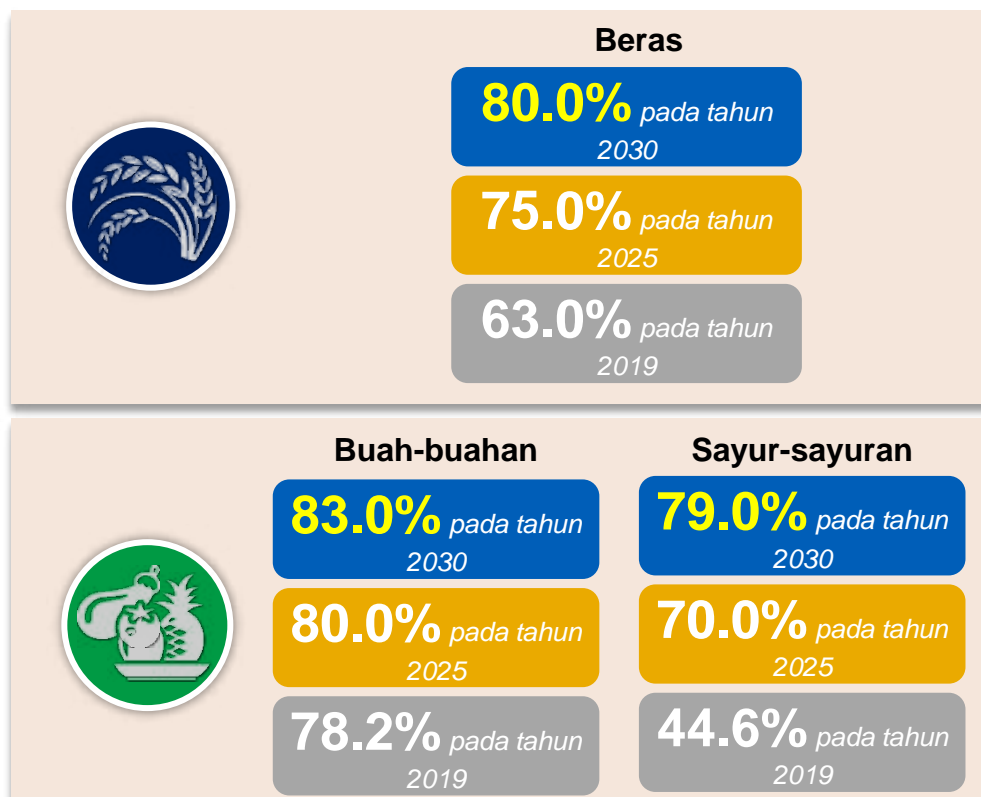 Beras
80.0% pada tahun
2030
75.0% pada tahun
2025
63.0% pada tahun
2019
Buah-buahan
83.0% pada tahun
2030
80.0% pada tahun
2025
78.2% pada tahun
2019
Sayur-sayuran
79.0% pada tahun
2030
70.0% pada tahun
2025
44.6% pada tahun
2019